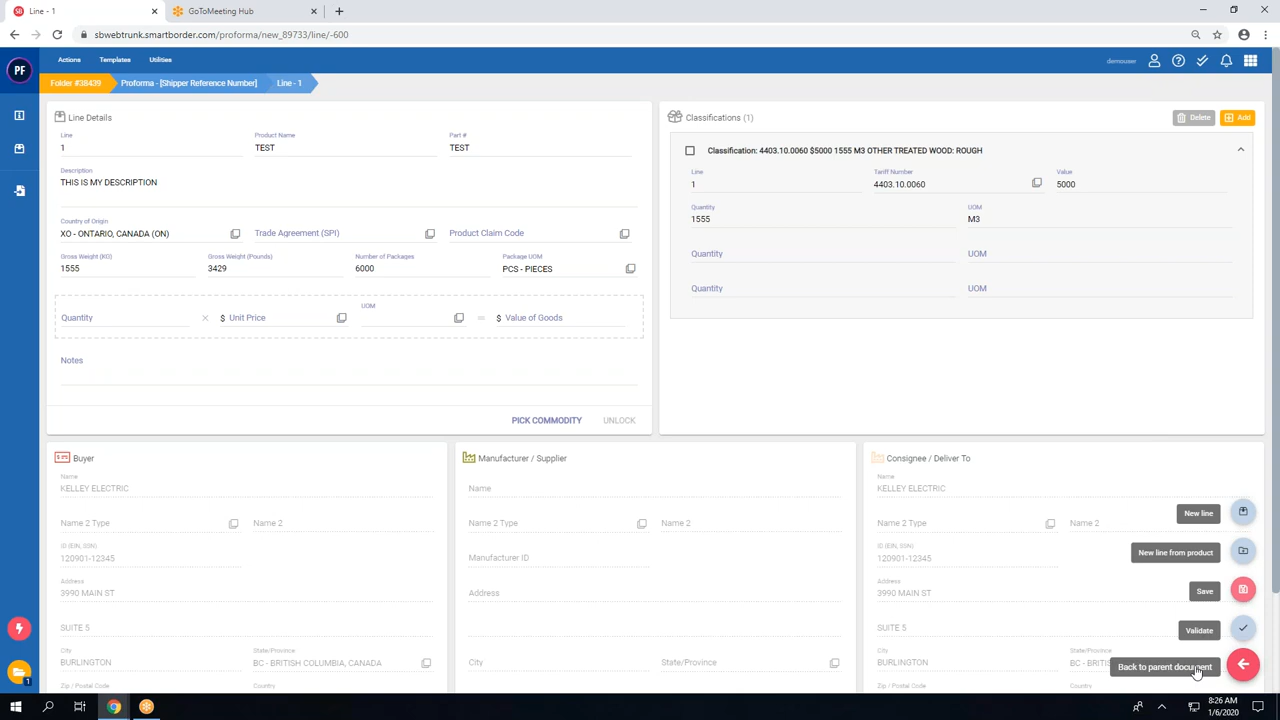 Line - 1
GoToMeeting Hub
sbwebtrunk.smartborder.com/proforma/new_89733/line/-600
PF
Actions Templates Utilities
demouser
Folder #38439 Proforma - [Shipper Reference Number] Line - 1
Line Details
Line Product Name Part #
1 TEST TEST
Description
THIS IS MY DESCRIPTION
Country of Origin
XO - ONTARIO, CANADA (ON) Trade Agreement (SPI) Product Claim Code
Gross Weight (KG) Gross Weight (Pounds) Number of Packages Package UOM
1555 3429 6000 PCS - PIECES
UOM
Quantity × $ Unit Price = $ Value of Goods
Notes
PICK COMMODITY UNLOCK
Classifications (1) Delete Add
Classification: 4403.10.0060 $5000 1555 M3 OTHER TREATED WOOD: ROUGH
Line Tariff Number Value
1 4403.10.0060 5000
Quantity UOM
1555 M3
Quantity UOM
Quantity UOM
Buyer
Name
KELLEY ELECTRIC
Name 2 Type Name 2
ID (EIN, SSN)
120901-12345
Address
3990 MAIN ST
SUITE 5
City State/Province
BURLINGTON BC - BRITISH COLUMBIA, CANADA
Zip / Postal Code Country
Manufacturer / Supplier
Name
Name 2 Type Name 2
Manufacturer ID
Address
City State/Province
Zip / Postal Code Country
Consignee / Deliver To
Name
KELLEY ELECTRIC
Name 2 Type Name 2
ID (EIN, SSN)
120901-12345
Address
3990 MAIN ST
SUITE 5
City State/Province
BURLINGTON BC - BRITIS
Zip / Postal Code Country
New line
New line from product
Save
Validate
Back to parent document
1
8:26 AM
1/6/2020